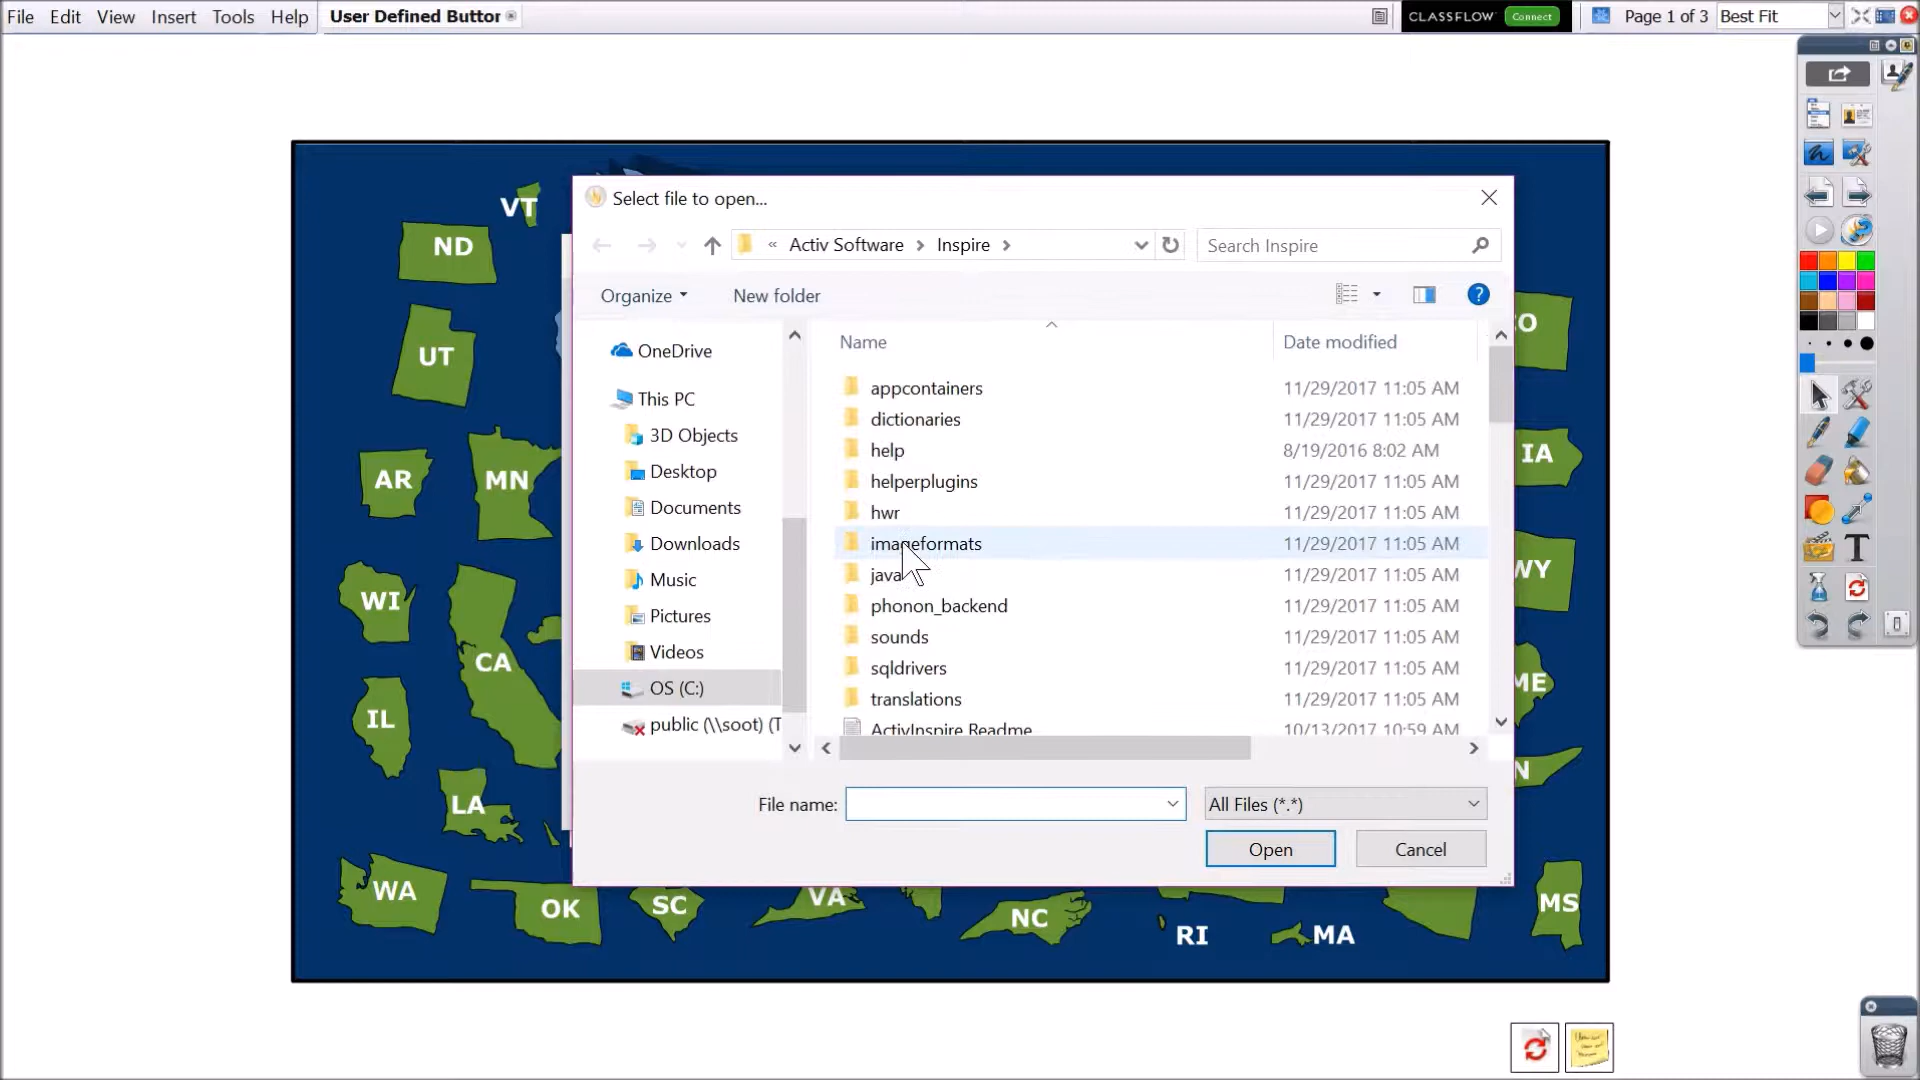 File Edit View Insert Tools Help User Defined Buttor CLASSFLOW Connect Page 1 of 3 Best Fit
Select file to open...
« Activ Software > Inspire > Search Inspire
Organize New folder
Name Date modified
OneDrive
This PC
3D Objects
Desktop
Documents
Downloads
Music
Pictures
Videos
OS (C:)
public (\\soot) (T
appcontainers 11/29/2017 11:05 AM
dictionaries 11/29/2017 11:05 AM
help 8/19/2016 8:02 AM
helperplugins 11/29/2017 11:05 AM
hwr 11/29/2017 11:05 AM
imageformats 11/29/2017 11:05 AM
java 11/29/2017 11:05 AM
phonon_backend 11/29/2017 11:05 AM
sounds 11/29/2017 11:05 AM
sqldrivers 11/29/2017 11:05 AM
translations 11/29/2017 11:05 AM
ActivInspire Readme 10/13/2017 10:59 AM
File name: All Files (*.*)
Open Cancel
VT
ND
UT
AR
MN
WI
CA
IL
LA
WA
OK
SC
VA
NC
RI
MA
MS
O
IA
WY
ME
N
T